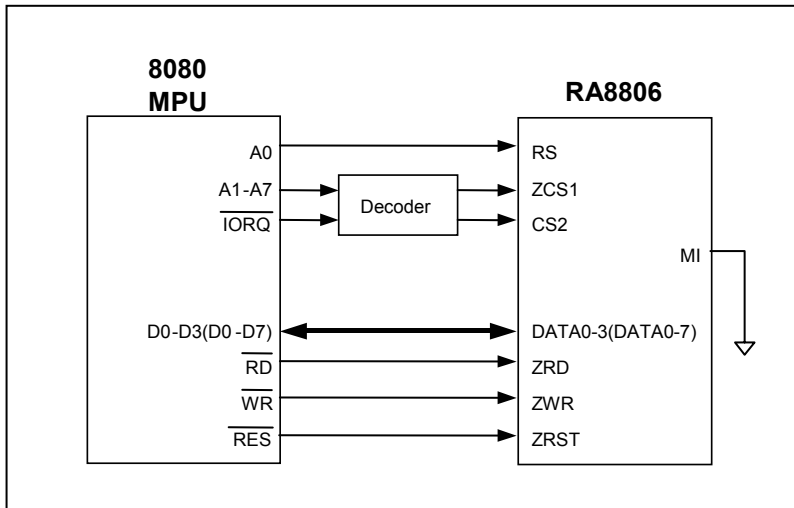 8080
MPU
RA8806
A0
RS
A1-A7
Decoder
ZCS1
IORQ
CS2
MI
D0-D3(D0-D7)
DATA0-3(DATA0-7)
RD
ZRD
WR
ZWR
RES
ZRST